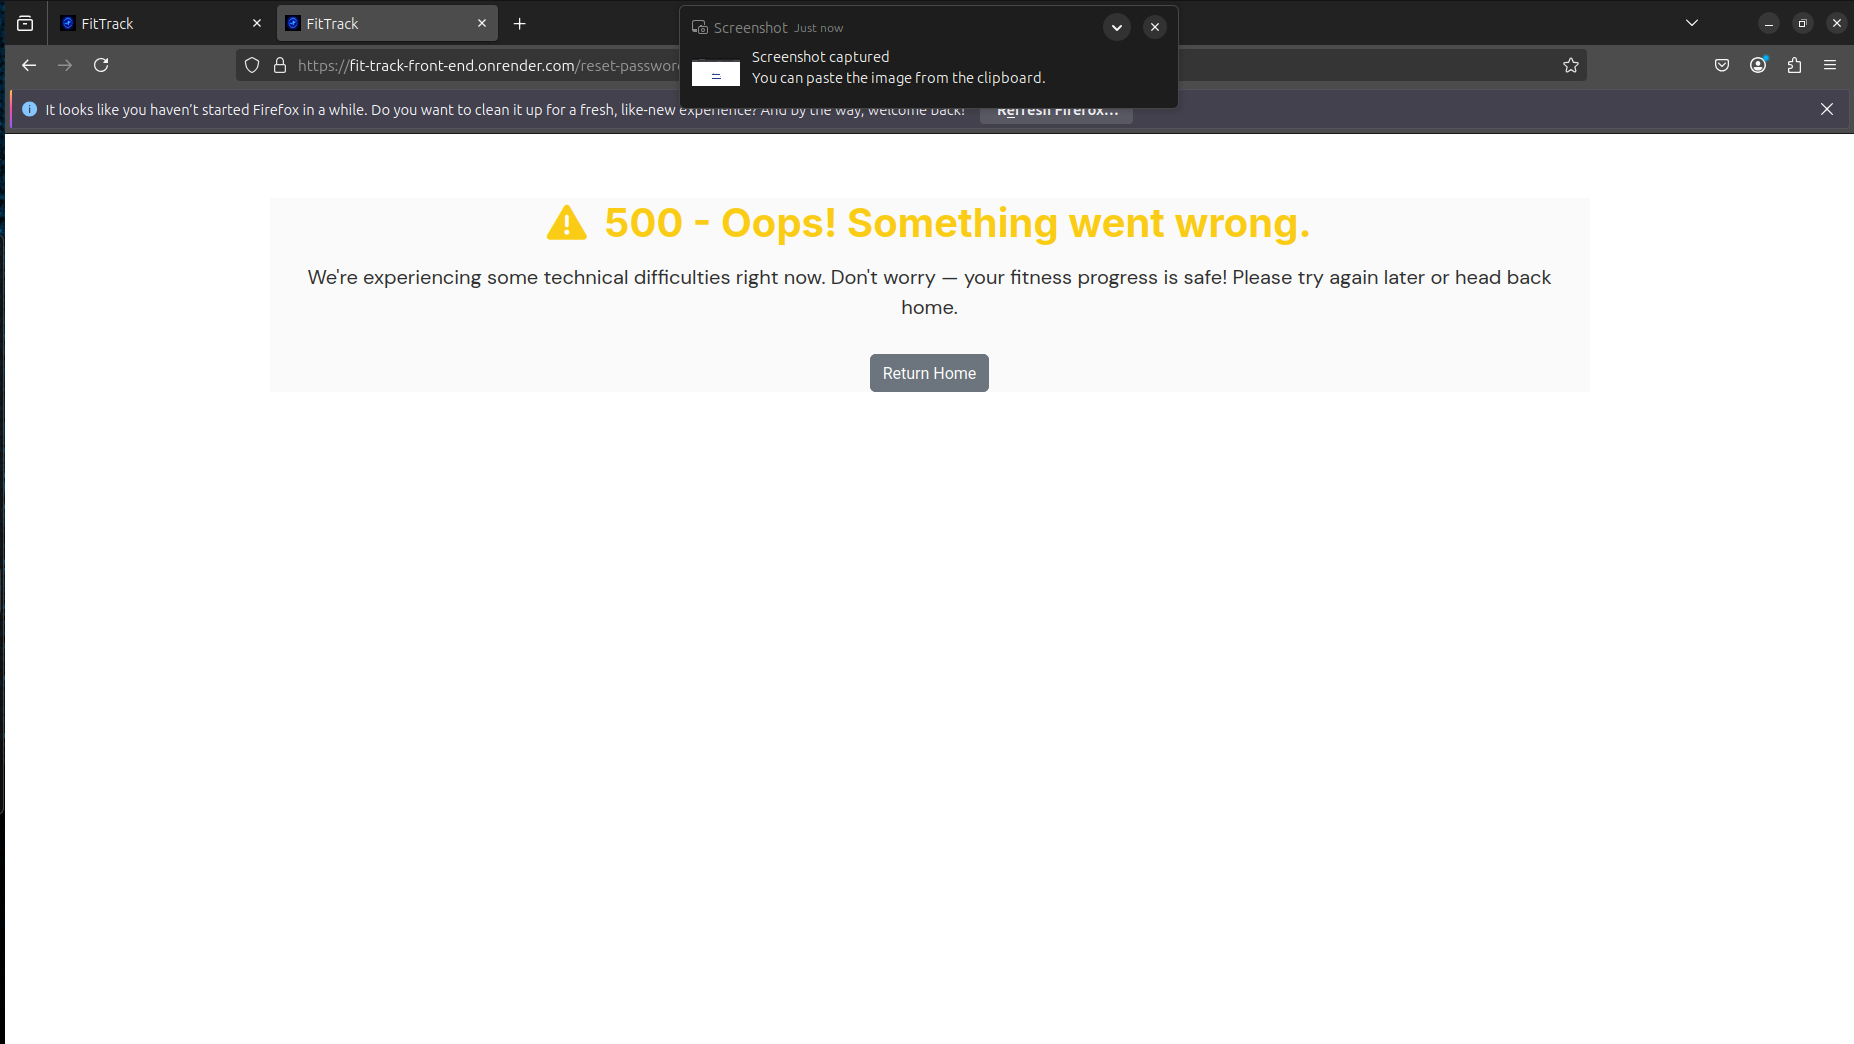 FitTrack
FitTrack
Screenshot Just now
Screenshot captured
You can paste the image from the clipboard.
https://fit-track-front-end.onrender.com/reset-passwor
It looks like you haven't started Firefox in a while. Do you want to clean it up for a fresh, like-new experience? And by the way, welcome back!
Refresh Firefox...
500 - Oops! Something went wrong.
We're experiencing some technical difficulties right now. Don't worry — your fitness progress is safe! Please try again later or head back
home.
Return Home